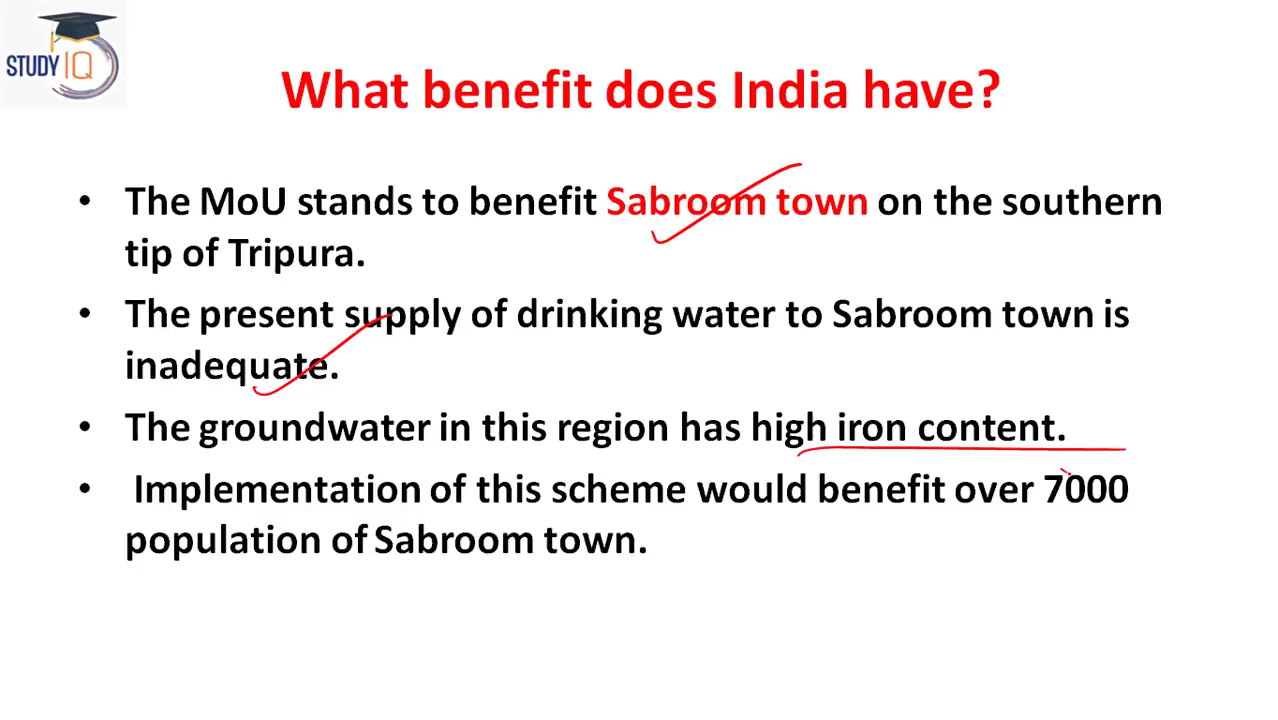 STUDY IQ
What benefit does India have?
• The MoU stands to benefit Sabroom town on the southern
tip of Tripura.
• The present supply of drinking water to Sabroom town is
inadequate.
• The groundwater in this region has high iron content.
• Implementation of this scheme would benefit over 7000
population of Sabroom town.